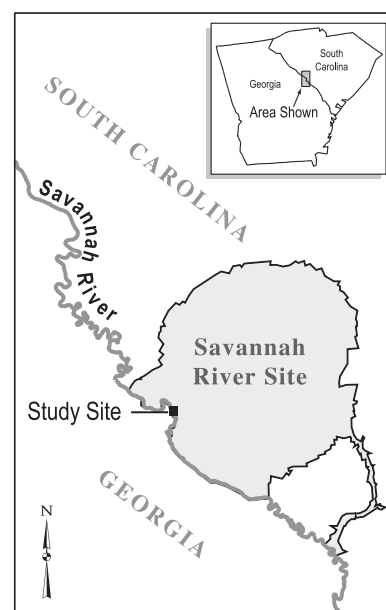 South
Carolina
Georgia
Area Shown
SOUTH CAROLINA
Savannah River
Savannah
River Site
Study Site
GEORGIA
N